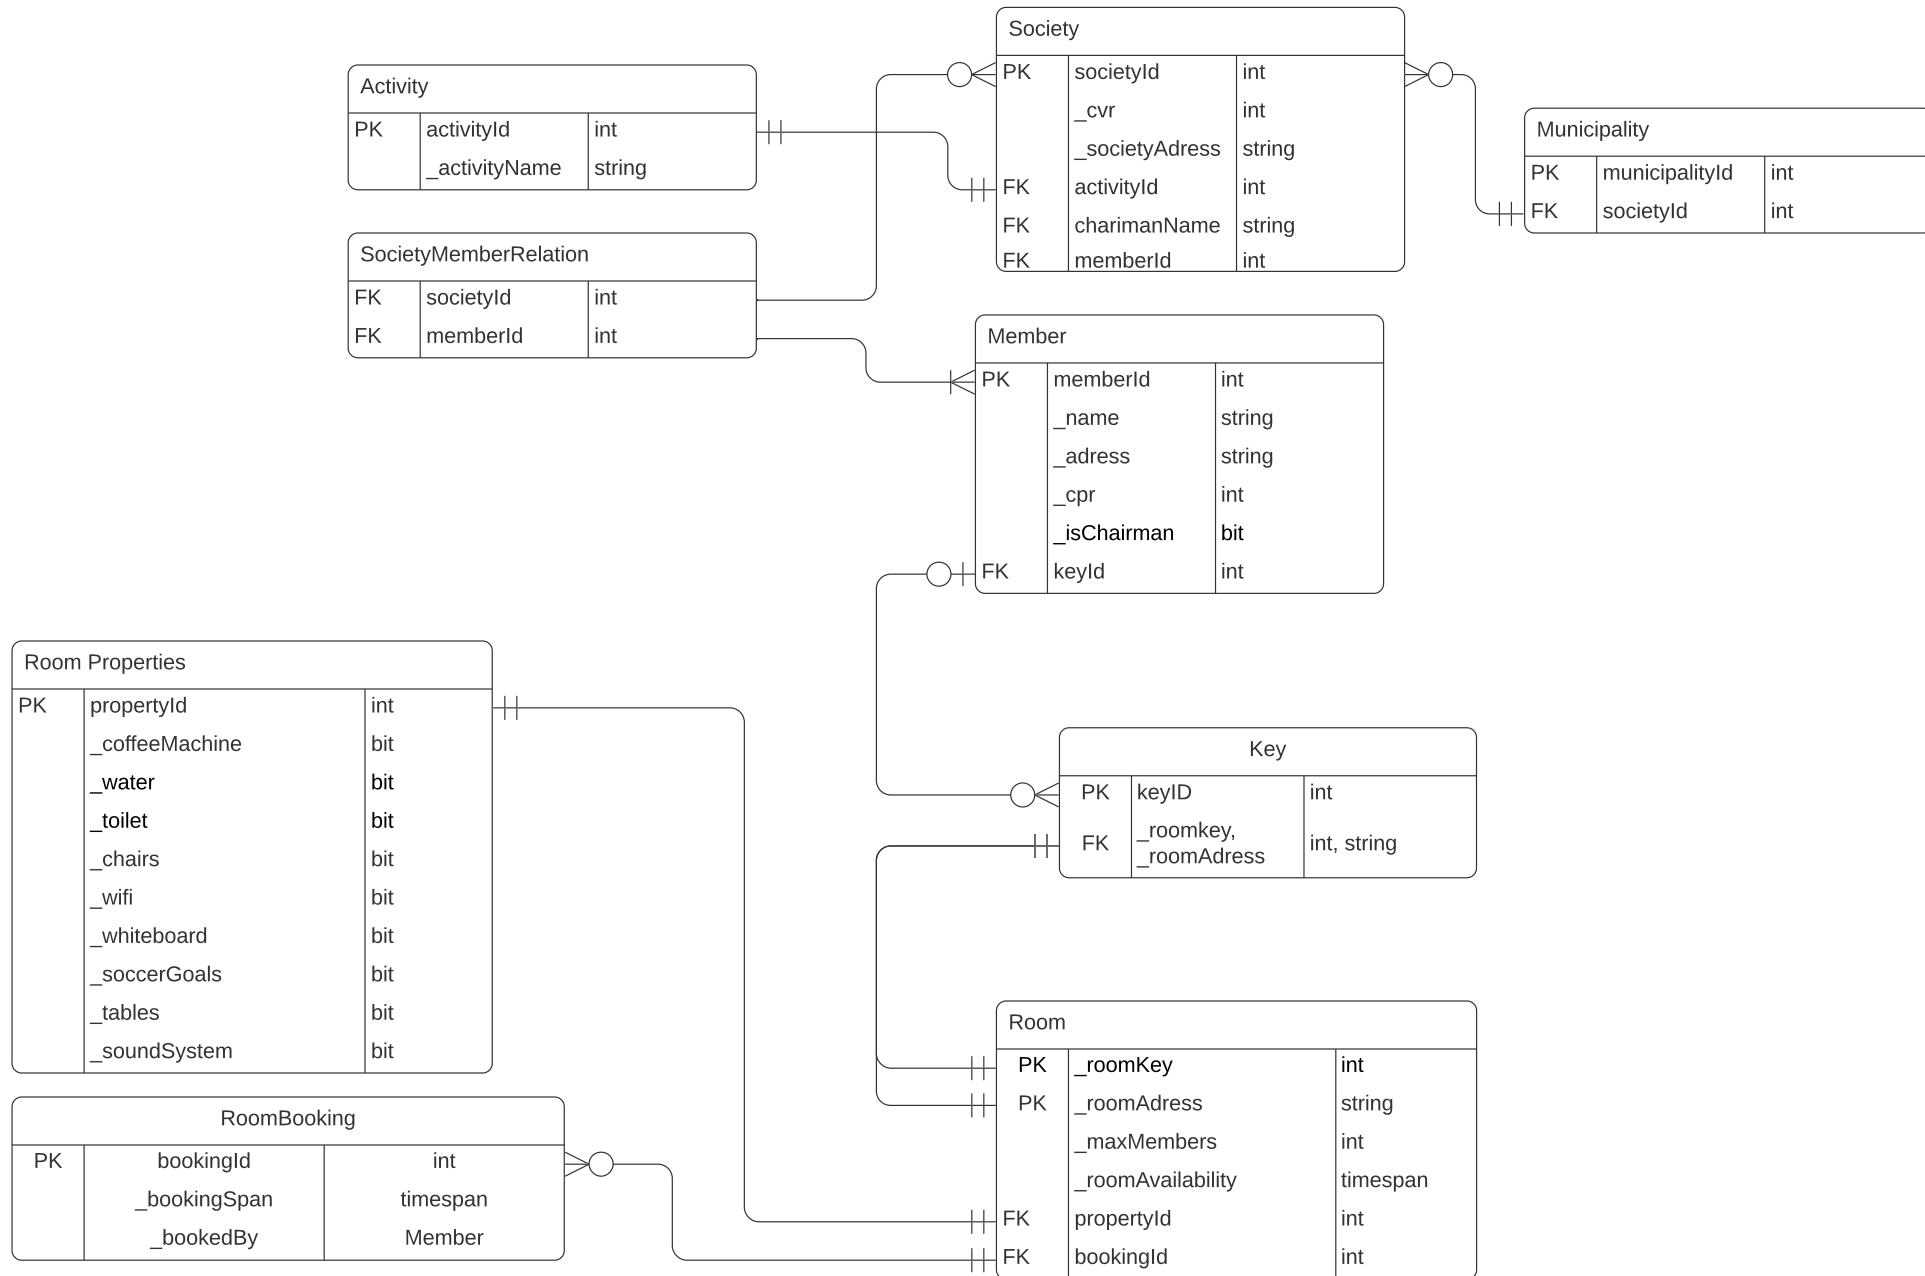 Society
PK societyId int
_cvr int
_societyAdress string
FK activityId int
FK charimanName string
FK memberId int
Activity
PK activityId int
_activityName string
Municipality
PK municipalityId int
FK societyId int
SocietyMemberRelation
FK societyId int
FK memberId int
Member
PK memberId int
_name string
_adress string
_cpr int
_isChairman bit
FK keyId int
Room Properties
PK propertyId int
_coffeeMachine bit
_water bit
_toilet bit
_chairs bit
_wifi bit
_whiteboard bit
_soccerGoals bit
_tables bit
_soundSystem bit
Key
PK keyID int
FK _roomkey, int, string
_roomAdress
Room
PK _roomKey int
PK _roomAdress string
_maxMembers int
_roomAvailability timespan
FK propertyId int
FK bookingId int
RoomBooking
PK bookingId int
_bookingSpan timespan
_bookedBy Member